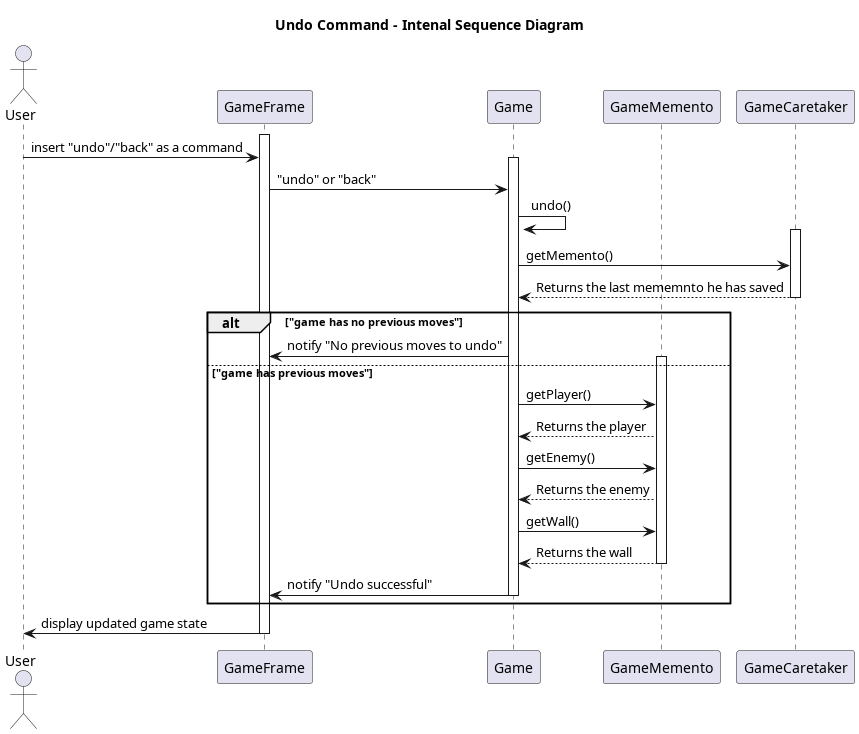 Undo Command - Intenal Sequence Diagram
User
GameFrame
Game
GameMemento
GameCaretaker
insert "undo"/"back" as a command
"undo" or "back"
undo()
getMemento()
Returns the last mememnto he has saved
alt
["game has no previous moves"]
notify "No previous moves to undo"
["game has previous moves"]
getPlayer()
Returns the player
getEnemy()
Returns the enemy
getWall()
Returns the wall
notify "Undo successful"
display updated game state
User
GameFrame
Game
GameMemento
GameCaretaker